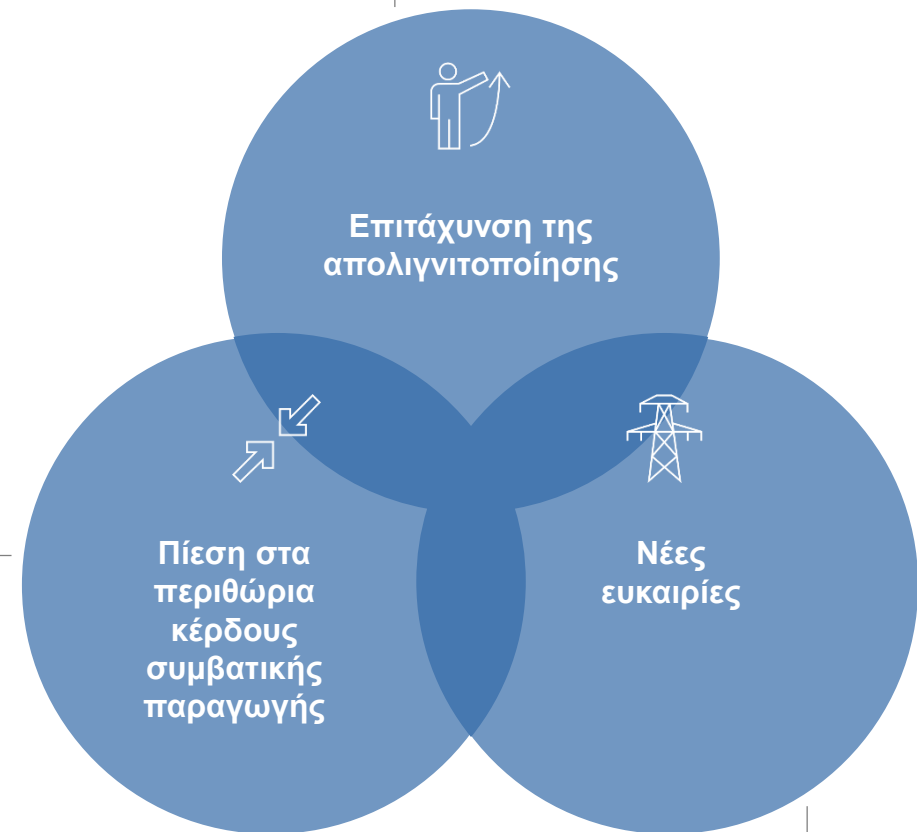 Επιτάχυνση της
απολιγνιτοποίησης
Πίεση στα
περιθώρια
κέρδους
συμβατικής
παραγωγής
Νέες
ευκαιρίες